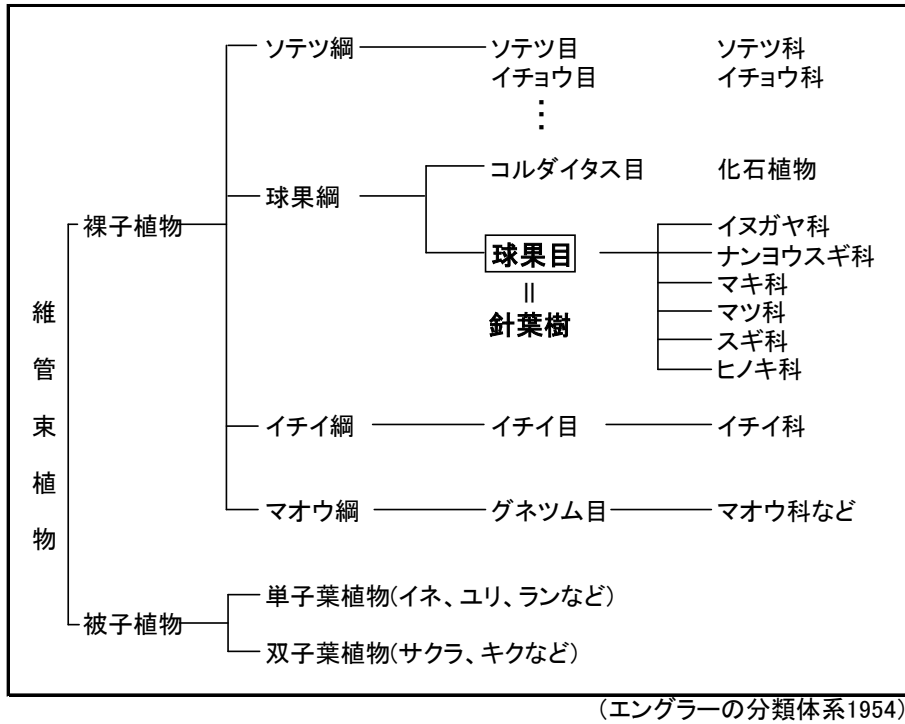 ソテツ綱 ソテツ目 ソテツ科
イチョウ目 イチョウ科
⋮
コルダイタス目 化石植物
球果綱
裸子植物
イヌガヤ科
球果目 ナンヨウスギ科
マキ科
||
マツ科
針葉樹
スギ科
ヒノキ科
維管束植物
イチイ綱 イチイ目 イチイ科
マオウ綱 グネツム目 マオウ科など
単子葉植物(イネ、ユリ、ランなど)
被子植物
双子葉植物(サクラ、キクなど)
(エングラーの分類体系1954)